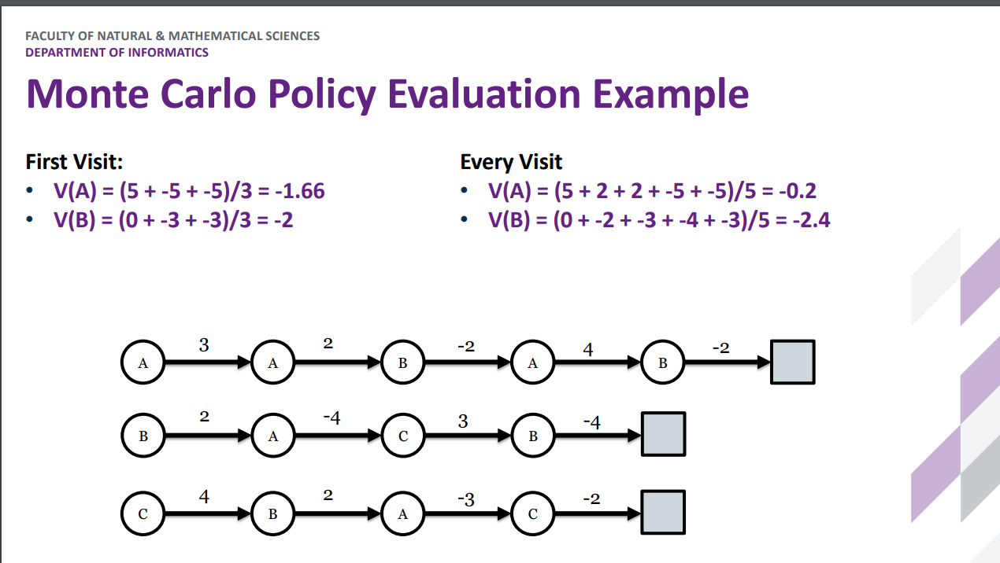 FACULTY OF NATURAL & MATHEMATICAL SCIENCES
DEPARTMENT OF INFORMATICS
Monte Carlo Policy Evaluation Example
First Visit:
• V(A) = (5 + -5 + -5)/3 = -1.66
• V(B) = (0 + -3 + -3)/3 = -2
Every Visit
• V(A) = (5 + 2 + 2 + -5 + -5)/5 = -0.2
• V(B) = (0 + -2 + -3 + -4 + -3)/5 = -2.4
A 3 A 2 B -2 A 4 B -2
B 2 A -4 C 3 B -4
C 4 B 2 A -3 C -2